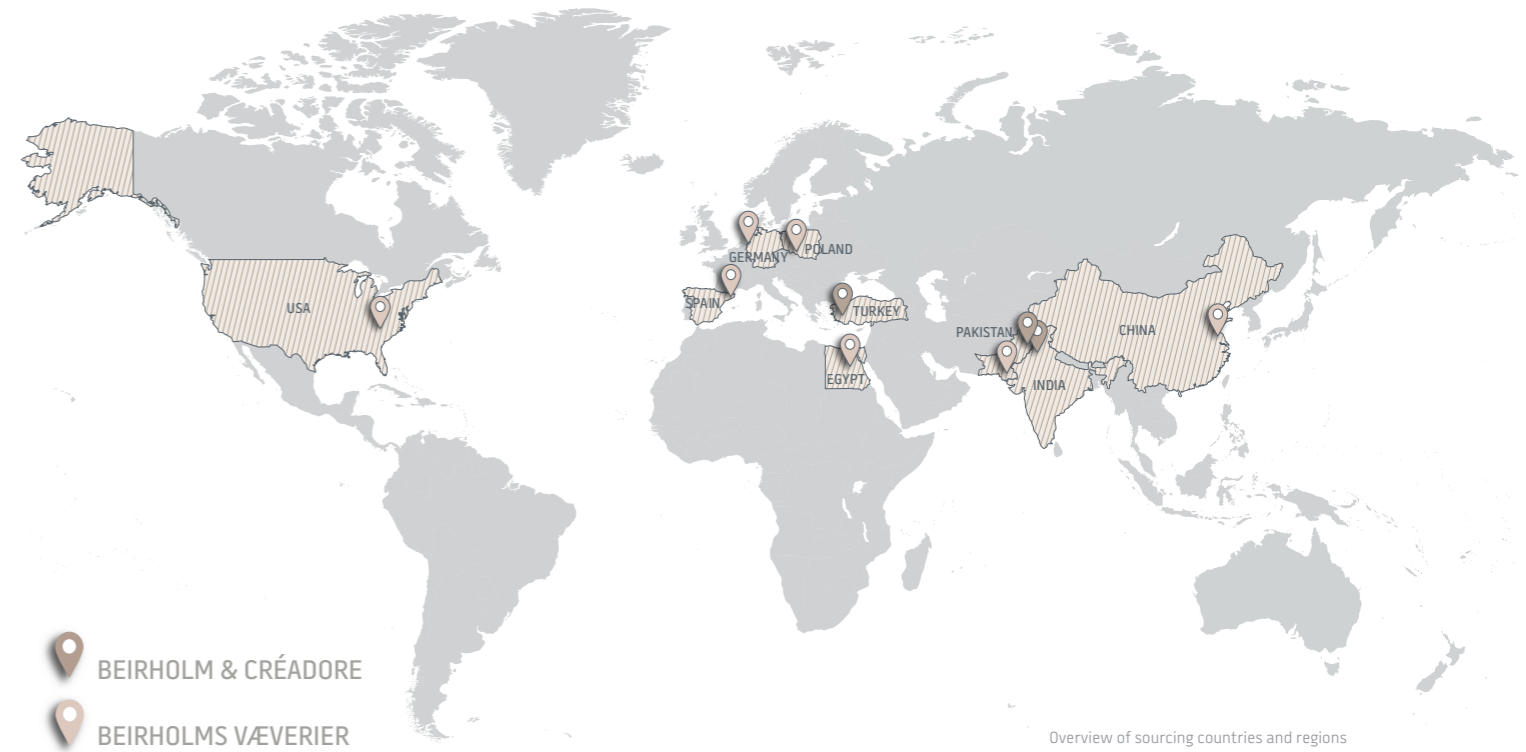 GERMANY
POLAND
SPAIN
USA
TURKEY
PAKISTAN
CHINA
EGYPT
INDIA
BEIRHOLM & CRÉADORE
BEIRHOLMS VÆVERIER
Overview of sourcing countries and regions